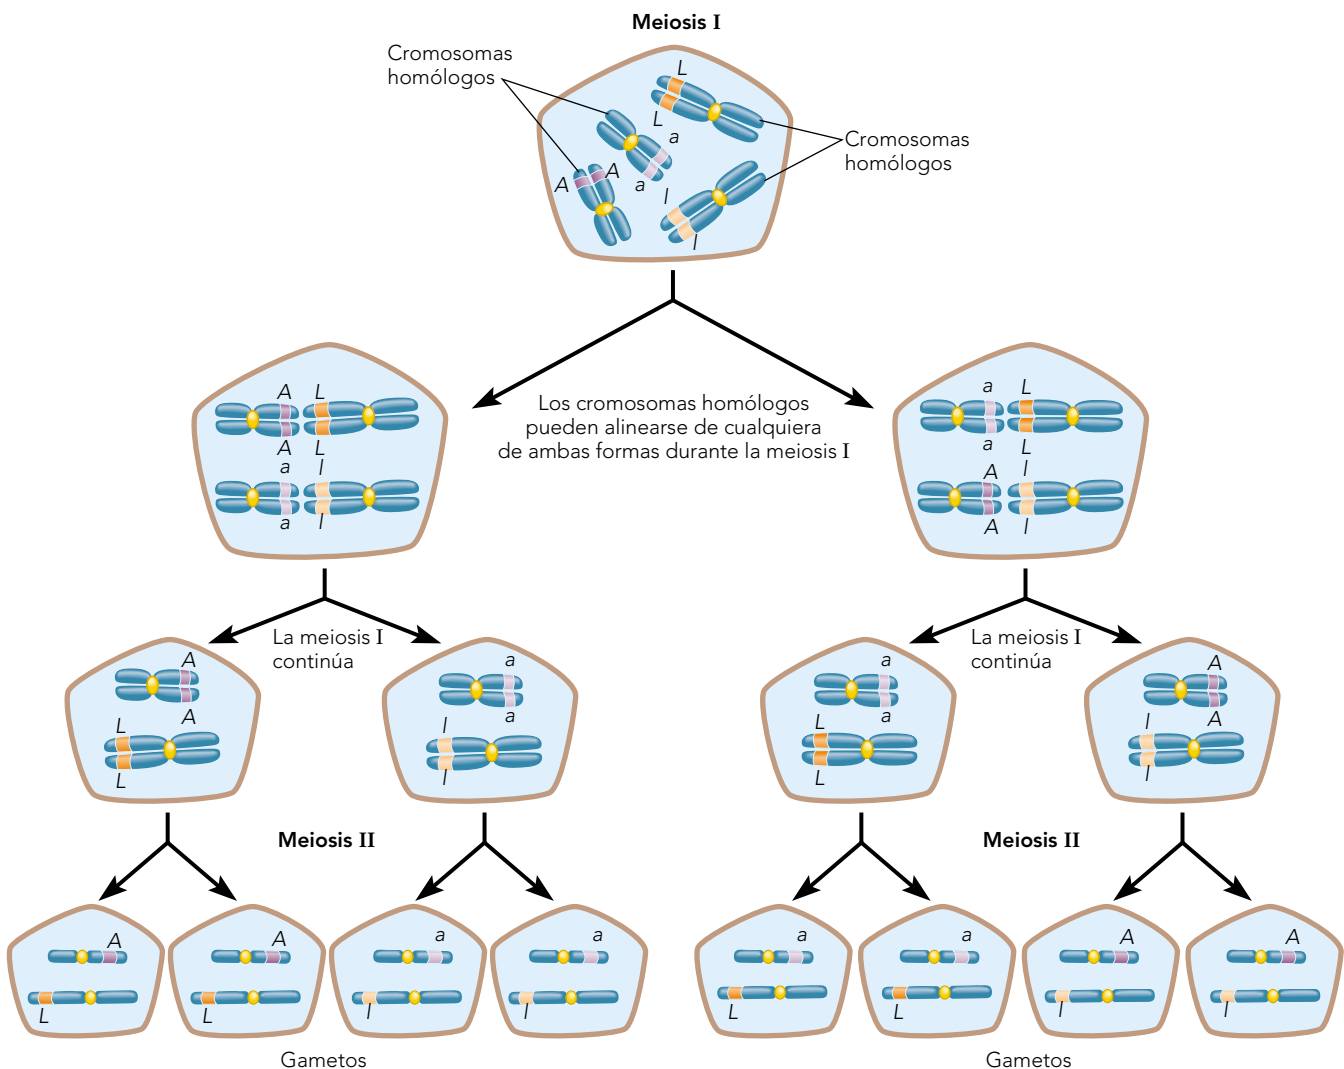 Meiosis I
Cromosomas
homólogos
L
L
a
a
A
A
l
l
Cromosomas
homólogos
Los cromosomas homólogos
pueden alinearse de cualquiera
de ambas formas durante la meiosis I
A L
A L
a l
a l
a L
a L
A l
A l
La meiosis I
continúa
La meiosis I
continúa
A
A
L
L
a
a
l
l
a
a
L
L
A
A
l
l
Meiosis II
Meiosis II
A
L
A
L
a
l
a
l
a
L
a
L
A
l
A
l
Gametos
Gametos